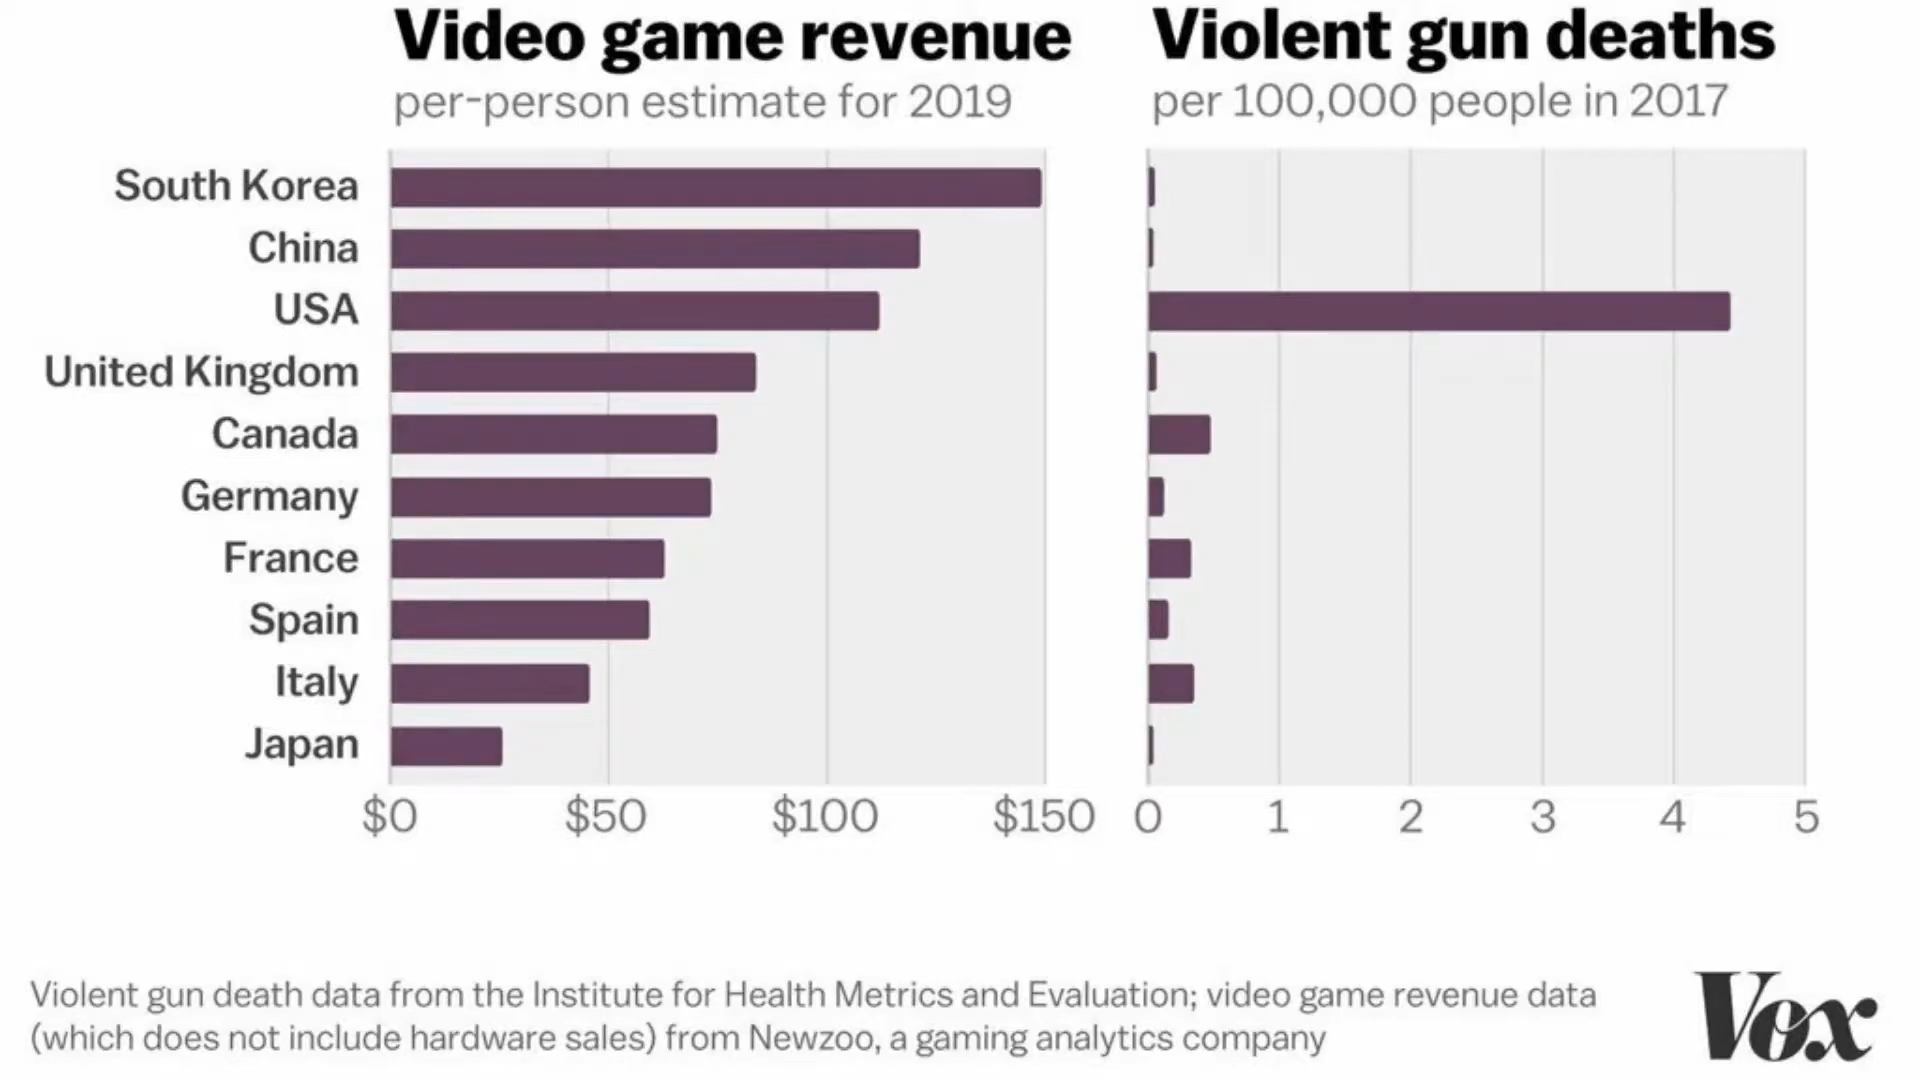 Video game revenue
per-person estimate for 2019
Violent gun deaths
per 100,000 people in 2017
South Korea
China
USA
United Kingdom
Canada
Germany
France
Spain
Italy
Japan
$0 $50 $100 $150
0 1 2 3 4 5
Violent gun death data from the Institute for Health Metrics and Evaluation; video game revenue data
(which does not include hardware sales) from Newzoo, a gaming analytics company
Vox